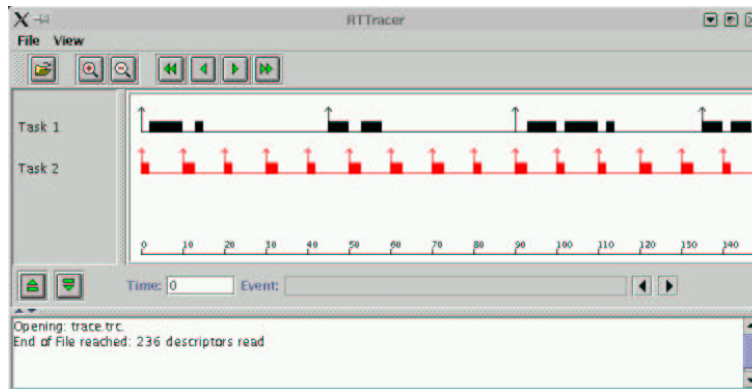 RTTracer
File View
Task 1
Task 2
0 10 20 30 40 50 60 70 80 90 100 110 120 130 140
Time: 0 Event:
Opening: trace.trc.
End of File reached: 236 descriptors read